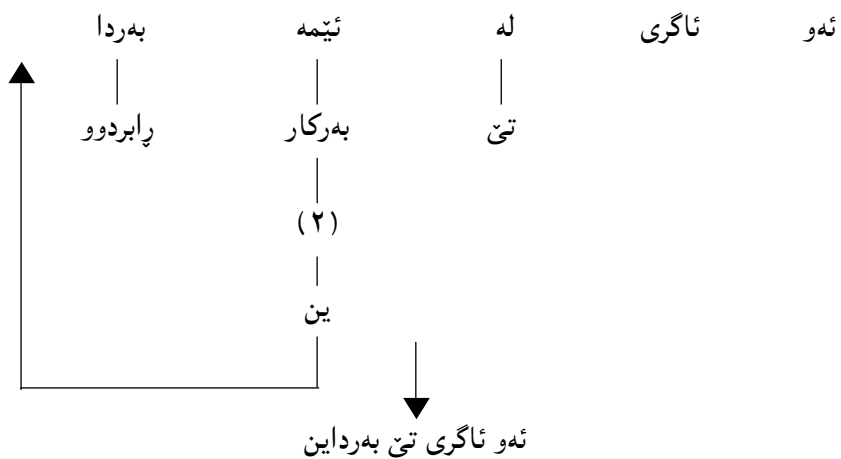 ئەو ئاگری لە ئێمە بەردا
تێ بەرکار ڕابردوو
(٢)
ین
ئەو ئاگری تێ بەرداین